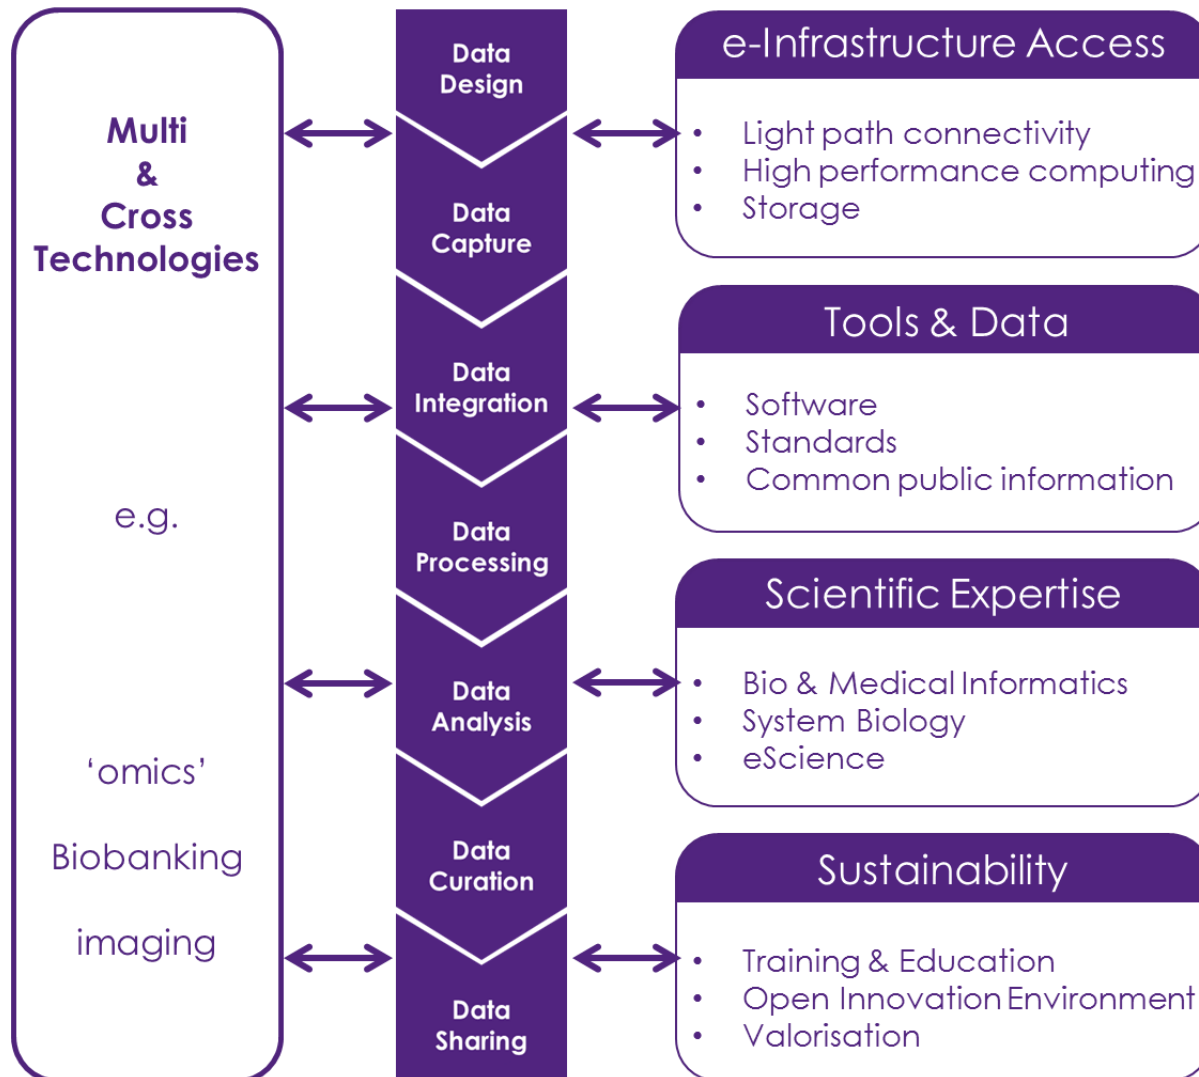 Multi
&
Cross
Technologies
e.g.
‘omics’
Biobanking
imaging
Data
Design
Data
Capture
Data
Integration
Data
Processing
Data
Analysis
Data
Curation
Data
Sharing
e-Infrastructure Access
• Light path connectivity
• High performance computing
• Storage
Tools & Data
• Software
• Standards
• Common public information
Scientific Expertise
• Bio & Medical Informatics
• System Biology
• eScience
Sustainability
• Training & Education
• Open Innovation Environment
• Valorisation